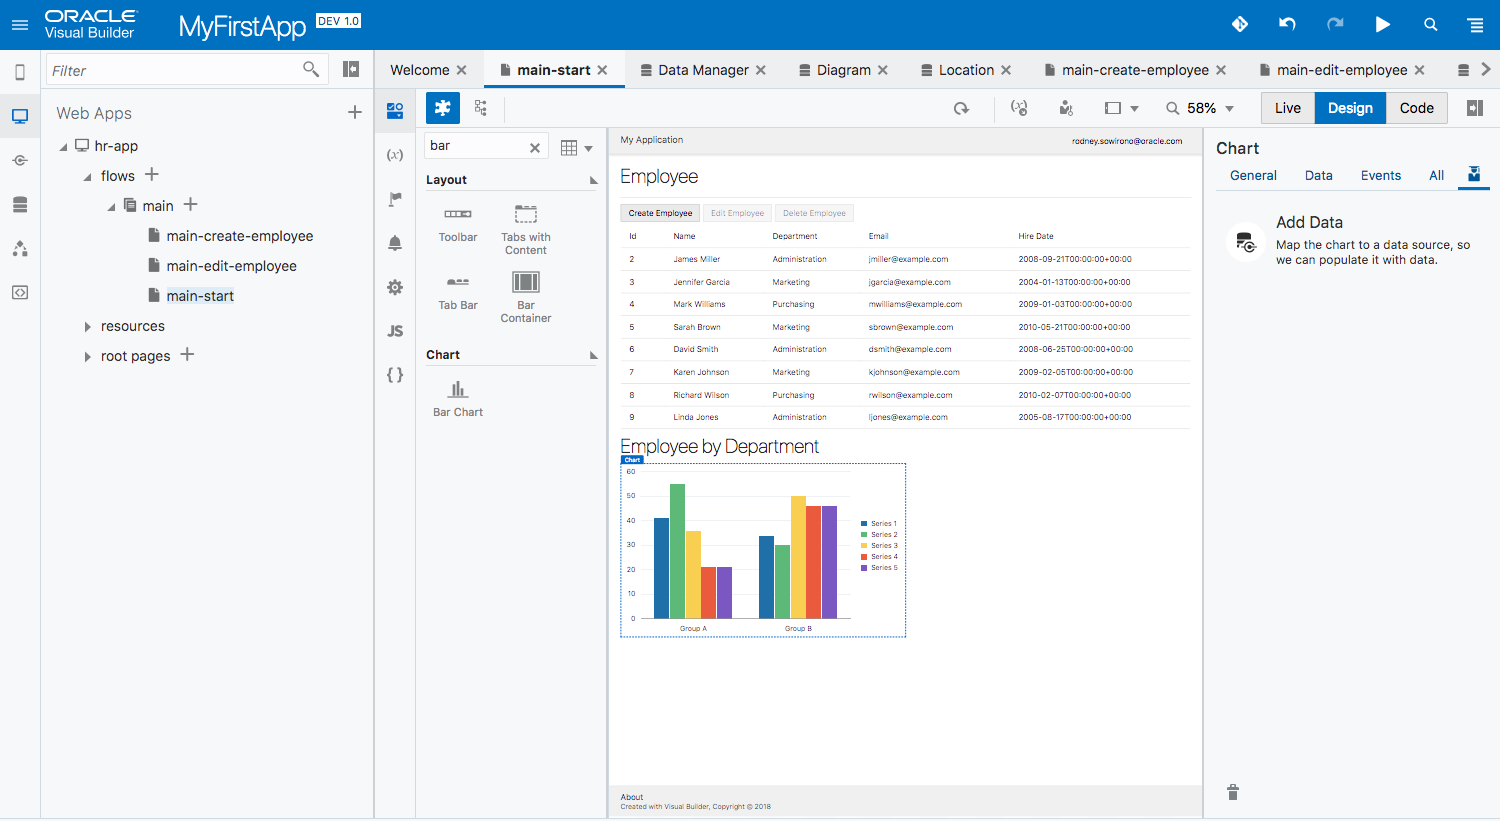 ORACLE
Visual Builder
MyFirstApp DEV 1.0
Filter
Web Apps
hr-app
flows
main
main-create-employee
main-edit-employee
main-start
resources
root pages
Welcome main-start Data Manager Diagram Location main-create-employee main-edit-employee
58% Live Design Code
(x)
JS
{ }
bar
Layout
Toolbar
Tabs with
Content
Tab Bar
Bar
Container
Chart
Bar Chart
My Application rodney.sowirono@oracle.com
Employee
Create Employee Edit Employee Delete Employee
Id Name Department Email Hire Date
2 James Miller Administration jmiller@example.com 2008-09-21T00:00:00+00:00
3 Jennifer Garcia Marketing jgarcia@example.com 2004-01-13T00:00:00+00:00
4 Mark Williams Purchasing mwilliams@example.com 2009-01-03T00:00:00+00:00
5 Sarah Brown Marketing sbrown@example.com 2010-05-21T00:00:00+00:00
6 David Smith Administration dsmith@example.com 2008-06-25T00:00:00+00:00
7 Karen Johnson Marketing kjohnson@example.com 2009-02-05T00:00:00+00:00
8 Richard Wilson Purchasing rwilson@example.com 2010-02-07T00:00:00+00:00
9 Linda Jones Administration ljones@example.com 2005-08-17T00:00:00+00:00
Employee by Department
Chart
60
50
40
30
20
10
0
Group A Group B
Series 1
Series 2
Series 3
Series 4
Series 5
About
Created with Visual Builder, Copyright © 2018
Chart
General Data Events All
Add Data
Map the chart to a data source, so
we can populate it with data.